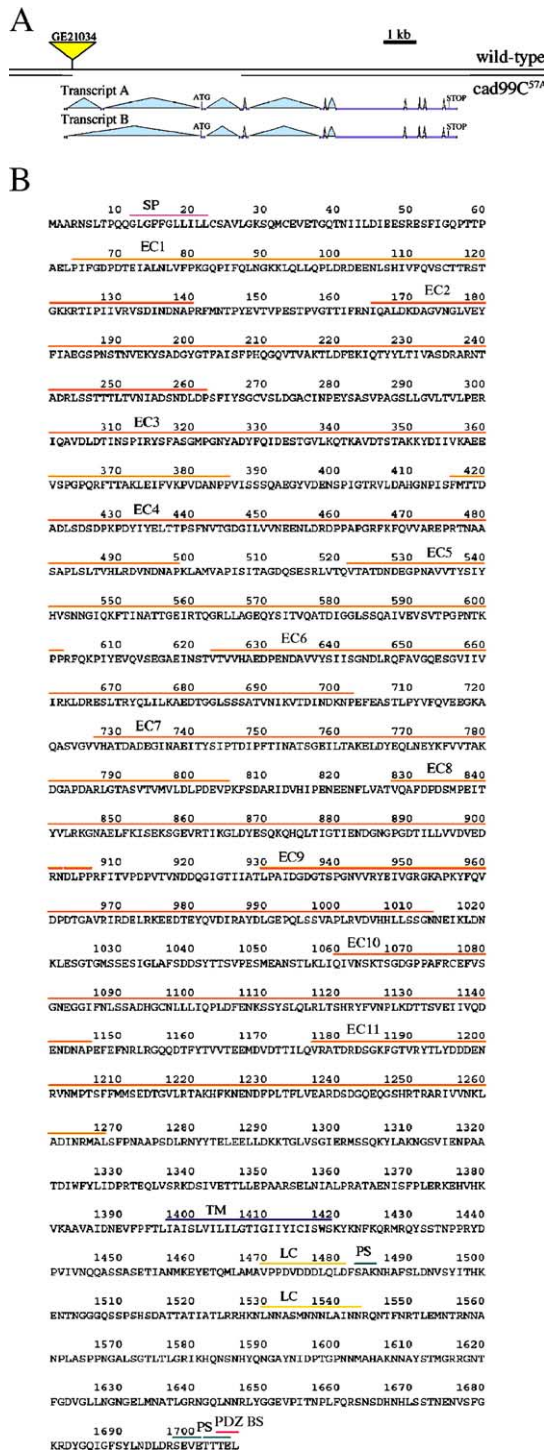 A
GE21034
1 kb
wild-type
cad99C57A
Transcript A
ATG
STOP
Transcript B
ATG
STOP
B
SP
10 20 30 40 50 60
MAARNSLTPQQGLGFFGLLILLCSAVLGKSQMCEVETGQTNIILDIEESRESFIGQPTTP
EC1
70 80 90 100 110 120
AELPIFGDPDTEIALNLVFPKGQPIFQLNGKKLQLLQPLDRDEENLSHIVFQVSCTTRST
EC2
130 140 150 160 170 180
GKKRTIPIIVRVSDINDNAPRFMNTPYEVTVPESTPVGTTIFRNIQALDKDAGVNGLVEY
190 200 210 220 230 240
FIAEGSPNSTNVEKYSADGYGTFAISFPHQGQVTVAKTLDFEKIQTYYLTIVASDRARNT
250 260 270 280 290 300
ADRLSSTTTLTVNIADSNDLDPSFIYSGCVSLDGACINPEYSASVPAGSLLGVLTVLPER
EC3
310 320 330 340 350 360
IQAVDLDTINSPIRYSFASGMPGNYADYFQIDESTGVLKQTKAVDTSTAKKYDIIVKAEE
370 380 390 400 410 420
VSPGPQRFTTAKLEIFVKPVDANPPVISSSQAEGYVDENSPIGTRVLDAHGNPISFMTTD
EC4
430 440 450 460 470 480
ADLSDSDPKPDYIYELTTPSFNVTGDGILVVNEENLDRDPPAPGRFKFQVVAREPRTNAA
EC5
490 500 510 520 530 540
SAPLSLTVHLRDVNDNAPKLAMVAPISITAGDQSESRLVTQVTATDNDEGPNAVVTYSIY
550 560 570 580 590 600
HVSNNGIQKFTINATTGEIRTQGRLLAGEQYSITVQATDIGGLSSQAIVEVSVTPGPNTK
EC6
610 620 630 640 650 660
PPRFQKPIYEVQVSEGAEINSTVTVVHAEDPENDAVVYSIISGNDLRQFAVGQESGVIIV
670 680 690 700 710 720
IRKLDRESLTRYQLILKAEDTGGLSSSATVNIKVTDINDKNPEFEASTLPYVFQVEEGKA
EC7
730 740 750 760 770 780
QASVGVVHATDADEGINAEITYSIPTDIPFTINATSGEILTAKELDYEQLNEYKFVVTAK
EC8
790 800 810 820 830 840
DGAPDARLGTASVTVMVLDLPDEVPKFSDARIDVHIPENEENFLVATVQAFDPDSMPEIT
850 860 870 880 890 900
YVLRKGNAELFKISEKSGEVRTIKGLDYESQKQHQLTIGTIENDGNGPGDTILLVVDVED
EC9
910 920 930 940 950 960
RNDLPPRFITVPDPVTVNDDQGIGTIIATLPAIDGDGTSPGNVVRYEIVGRGKAPKYFQV
970 980 990 1000 1010 1020
DPDTGAVRIRDELRKEEDTEYQVDIRAYDLGEPQLSSVAPLRVDVHHLLSSGNNEIKLDN
EC10
1030 1040 1050 1060 1070 1080
KLESGTGMSSESIGLAFSDDSYTTSVPESMEANSTLKLIQIVNSKTSGDGPPAFRCEFVS
1090 1100 1110 1120 1130 1140
GNEGGIFNLSSADHGCNLLLIQPLDFENKSSYSLQLRLTSHRYFVNPLKDTTSVEIIVQD
EC11
1150 1160 1170 1180 1190 1200
ENDNAPEFEFNRLRGQQDTFYTVVTEEMDVDTTILQVRATDRDSGKFGTVRYTLYDDDEN
1210 1220 1230 1240 1250 1260
RVNMPTSFFMMSEDTGVLRTAKHFKNENDFPLTFLVEARDSDGQEQGSHRTRARIVVNKL
1270 1280 1290 1300 1310 1320
ADINRMALSFPNAAPSDLRNYYTELEELLDKKTGLVSGIERMSSQKYLAKNGSVIENPAA
1330 1340 1350 1360 1370 1380
TDIWFYLIDPRTEQLVSRKDSIVETTLLEPAARSELNIALPRATAENISFPLERKEHVHK
TM
1390 1400 1410 1420 1430 1440
VKAAVAIDNEVFPFTLIAISLVILILGTIGIIYICISWSKYKNFKQRMRQYSSTNPPRYD
LC PS
1450 1460 1470 1480 1490 1500
PVIVNQQASSASETIANMKEYETQMLAMAVPPDVDDDLQLDFSAKNHAFSLDNVSYITHK
LC
1510 1520 1530 1540 1550 1560
ENTNGGGQSSPSHSDATTATIATLRRHKNLNNASMNNNLAINNRQNTFNRTLEMNTRNNA
1570 1580 1590 1600 1610 1620
NPLASPPNGALSGTLTLGRIKHQNSNHYQNGAYNIDPTGPNNMAHAKNNAYSTMGRRGNT
1630 1640 1650 1660 1670 1680
FGDVGLLNGNGELMNATLGRNGQLNNRLYGGEVPITNPLFQRSNSDHNHLSSTNENVSFG
1690 1700 PS PDZ BS
KRDYGQIGFSYLNDLDRSEVETTTEL